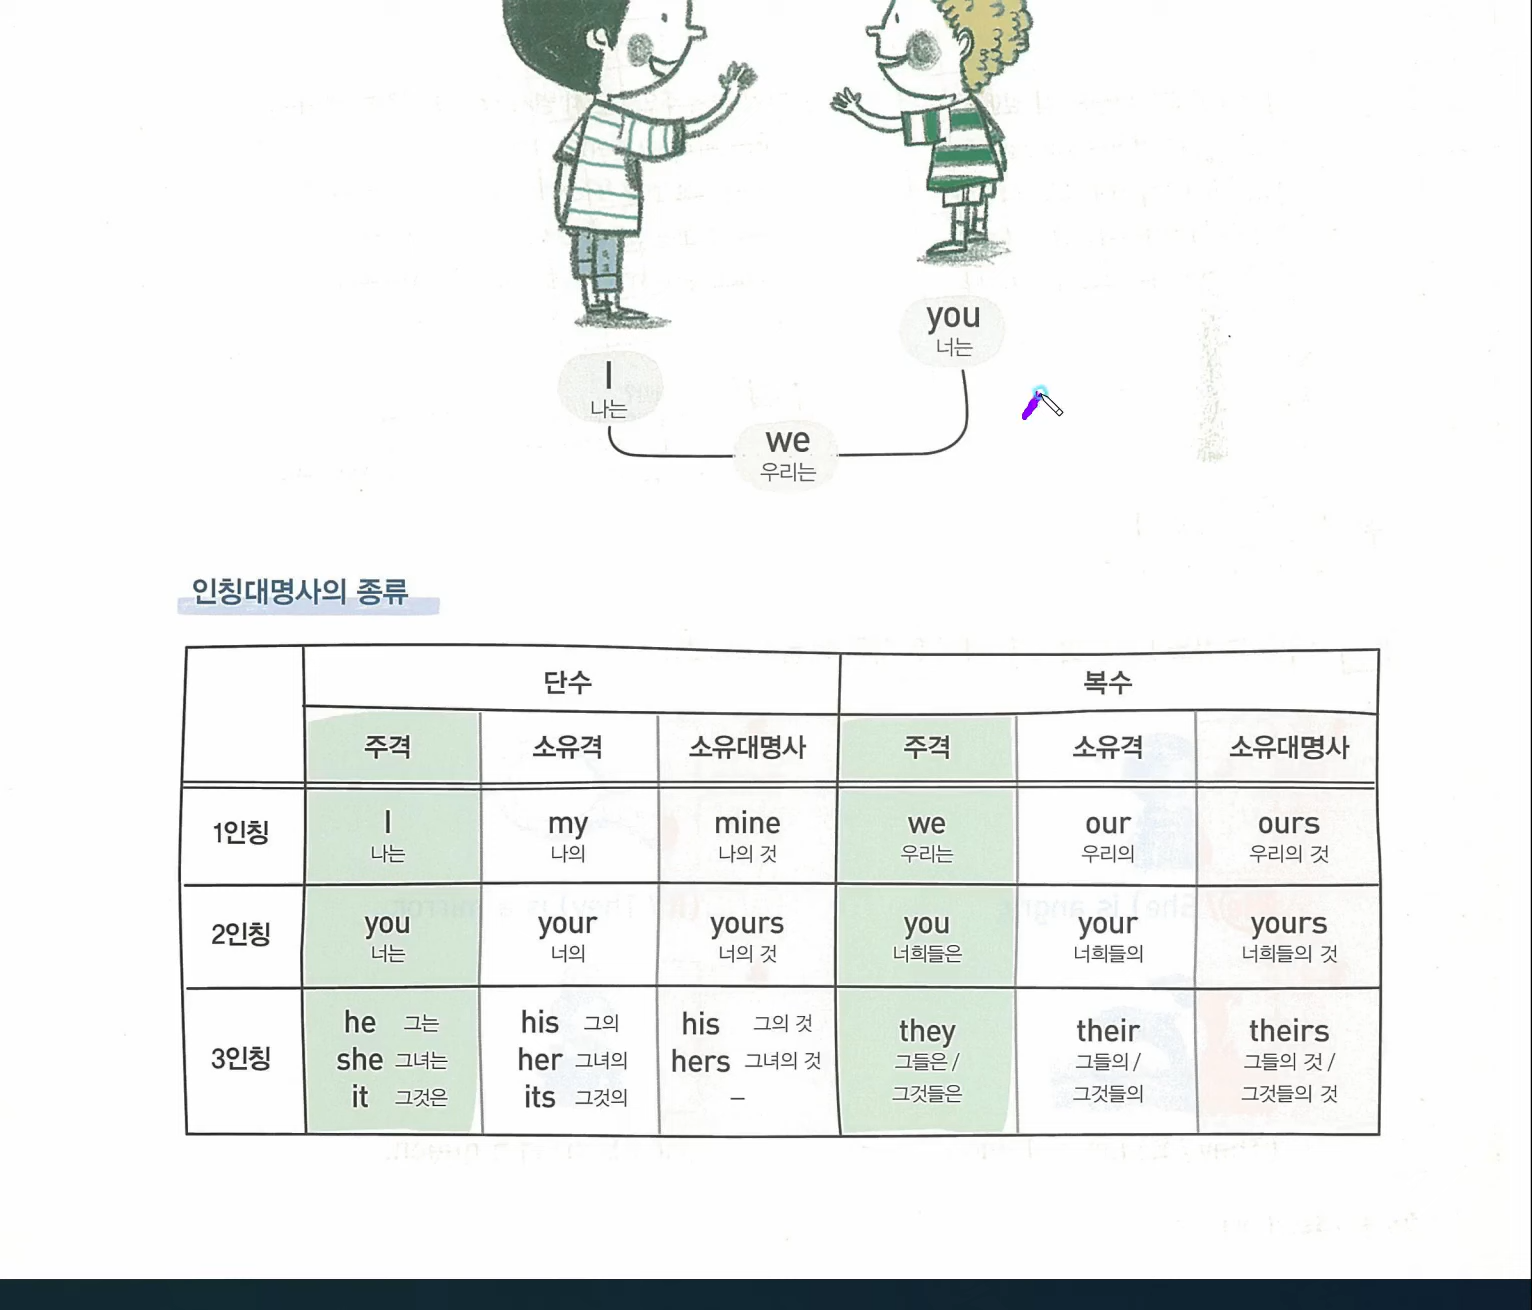 you
너는
I
나는
we
우리는
인칭대명사의 종류
단수 복수
주격 소유격 소유대명사 주격 소유격 소유대명사
1인칭 I my mine we our ours
나는 나의 나의 것 우리는 우리의 우리의 것
2인칭 you your yours you your yours
너는 너의 너의 것 너희들은 너희들의 너희들의 것
3인칭 he 그는 his 그의 his 그의 것 they their theirs
she 그녀는 her 그녀의 hers 그녀의 것 그들은 / 그들의 / 그들의 것 /
it 그것은 its 그것의 – 그것들은 그것들의 그것들의 것